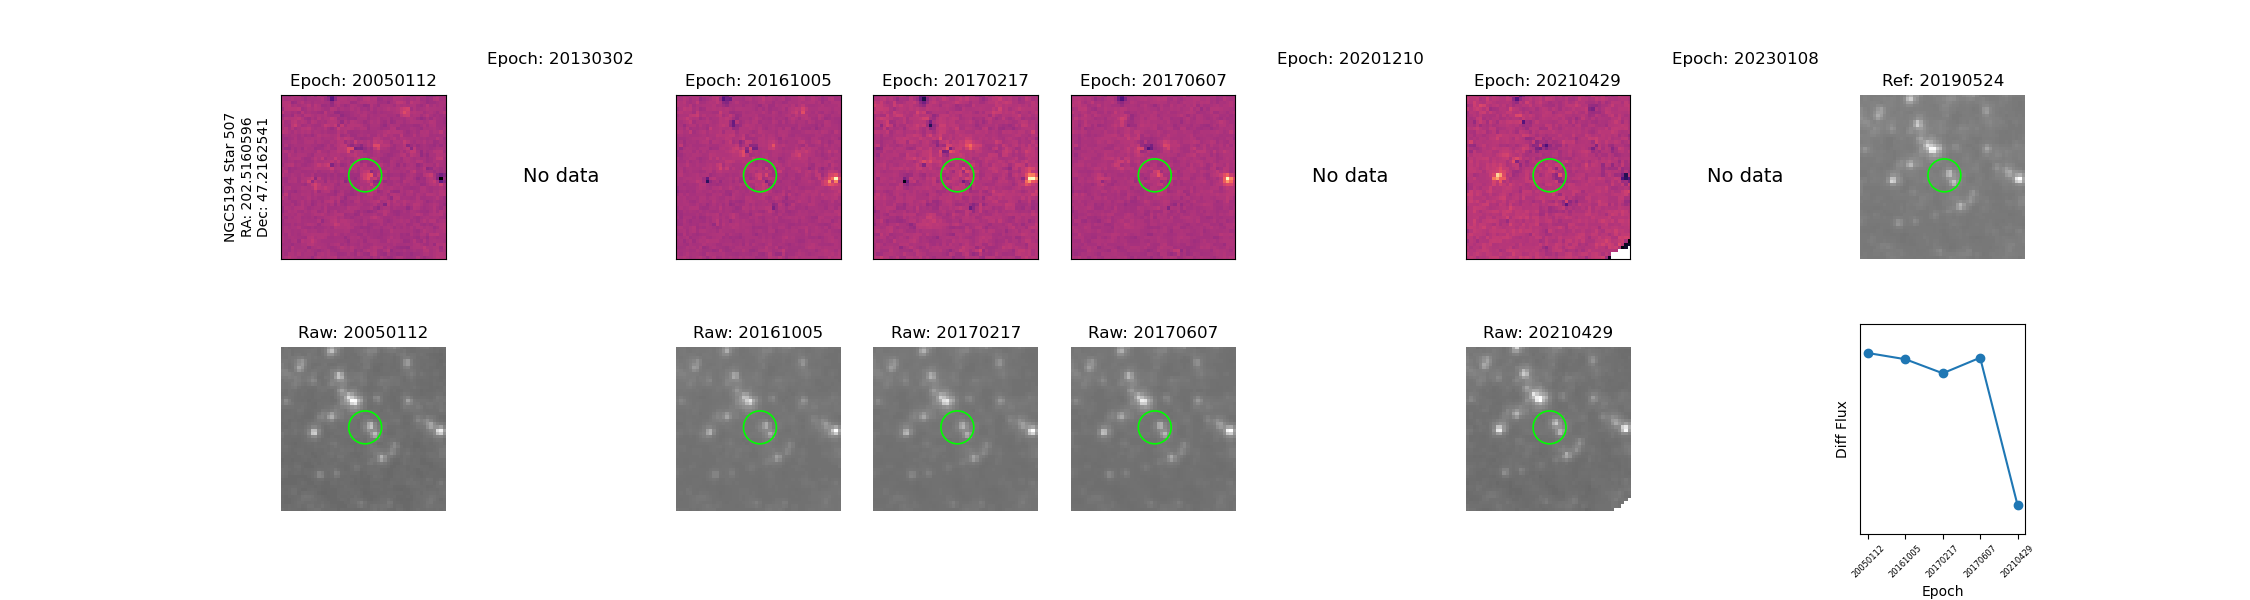 Epoch: 20130302
Epoch: 20201210
Epoch: 20230108
Epoch: 20050112
Epoch: 20161005
Epoch: 20170217
Epoch: 20170607
Epoch: 20210429
Ref: 20190524
NGC5194 Star 507
RA: 202.5160596
Dec: 47.2162541
No data
No data
No data
Raw: 20050112
Raw: 20161005
Raw: 20170217
Raw: 20170607
Raw: 20210429
Diff Flux
20050112
20161005
20170217
20170607
20210429
Epoch